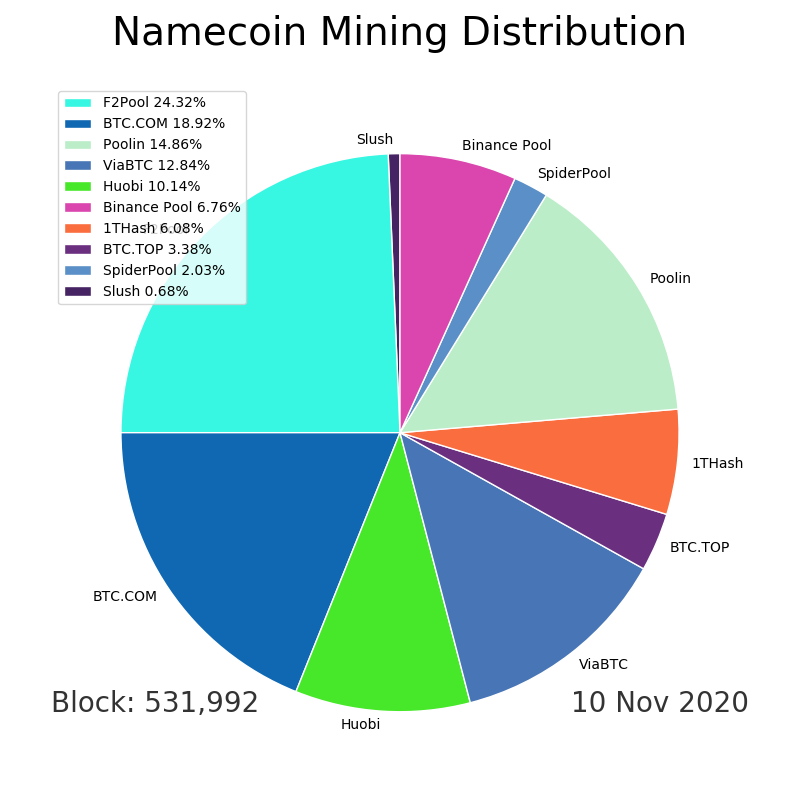 Namecoin Mining Distribution
F2Pool 24.32%
BTC.COM 18.92%
Poolin 14.86%
ViaBTC 12.84%
Huobi 10.14%
Binance Pool 6.76%
1THash 6.08%
BTC.TOP 3.38%
SpiderPool 2.03%
Slush 0.68%
Slush
Binance Pool
SpiderPool
Poolin
1THash
BTC.TOP
ViaBTC
Huobi
BTC.COM
Block: 531,992
10 Nov 2020